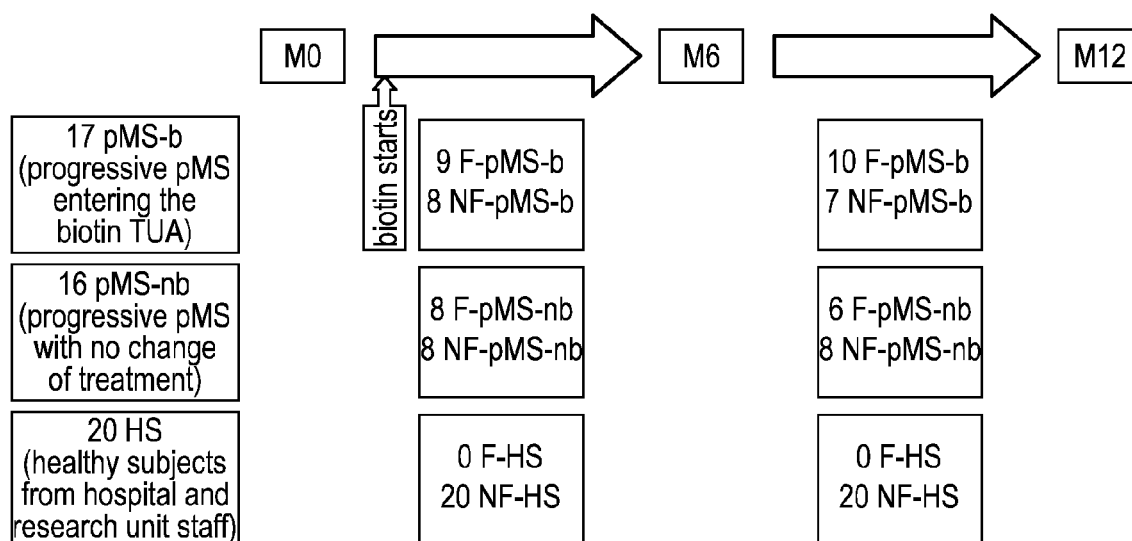 M0
M6
M12
biotin starts
17 pMS-b
(progressive pMS
entering the
biotin TUA)
9 F-pMS-b
8 NF-pMS-b
10 F-pMS-b
7 NF-pMS-b
16 pMS-nb
(progressive pMS
with no change
of treatment)
8 F-pMS-nb
8 NF-pMS-nb
6 F-pMS-nb
8 NF-pMS-nb
20 HS
(healthy subjects
from hospital and
research unit staff)
0 F-HS
20 NF-HS
0 F-HS
20 NF-HS